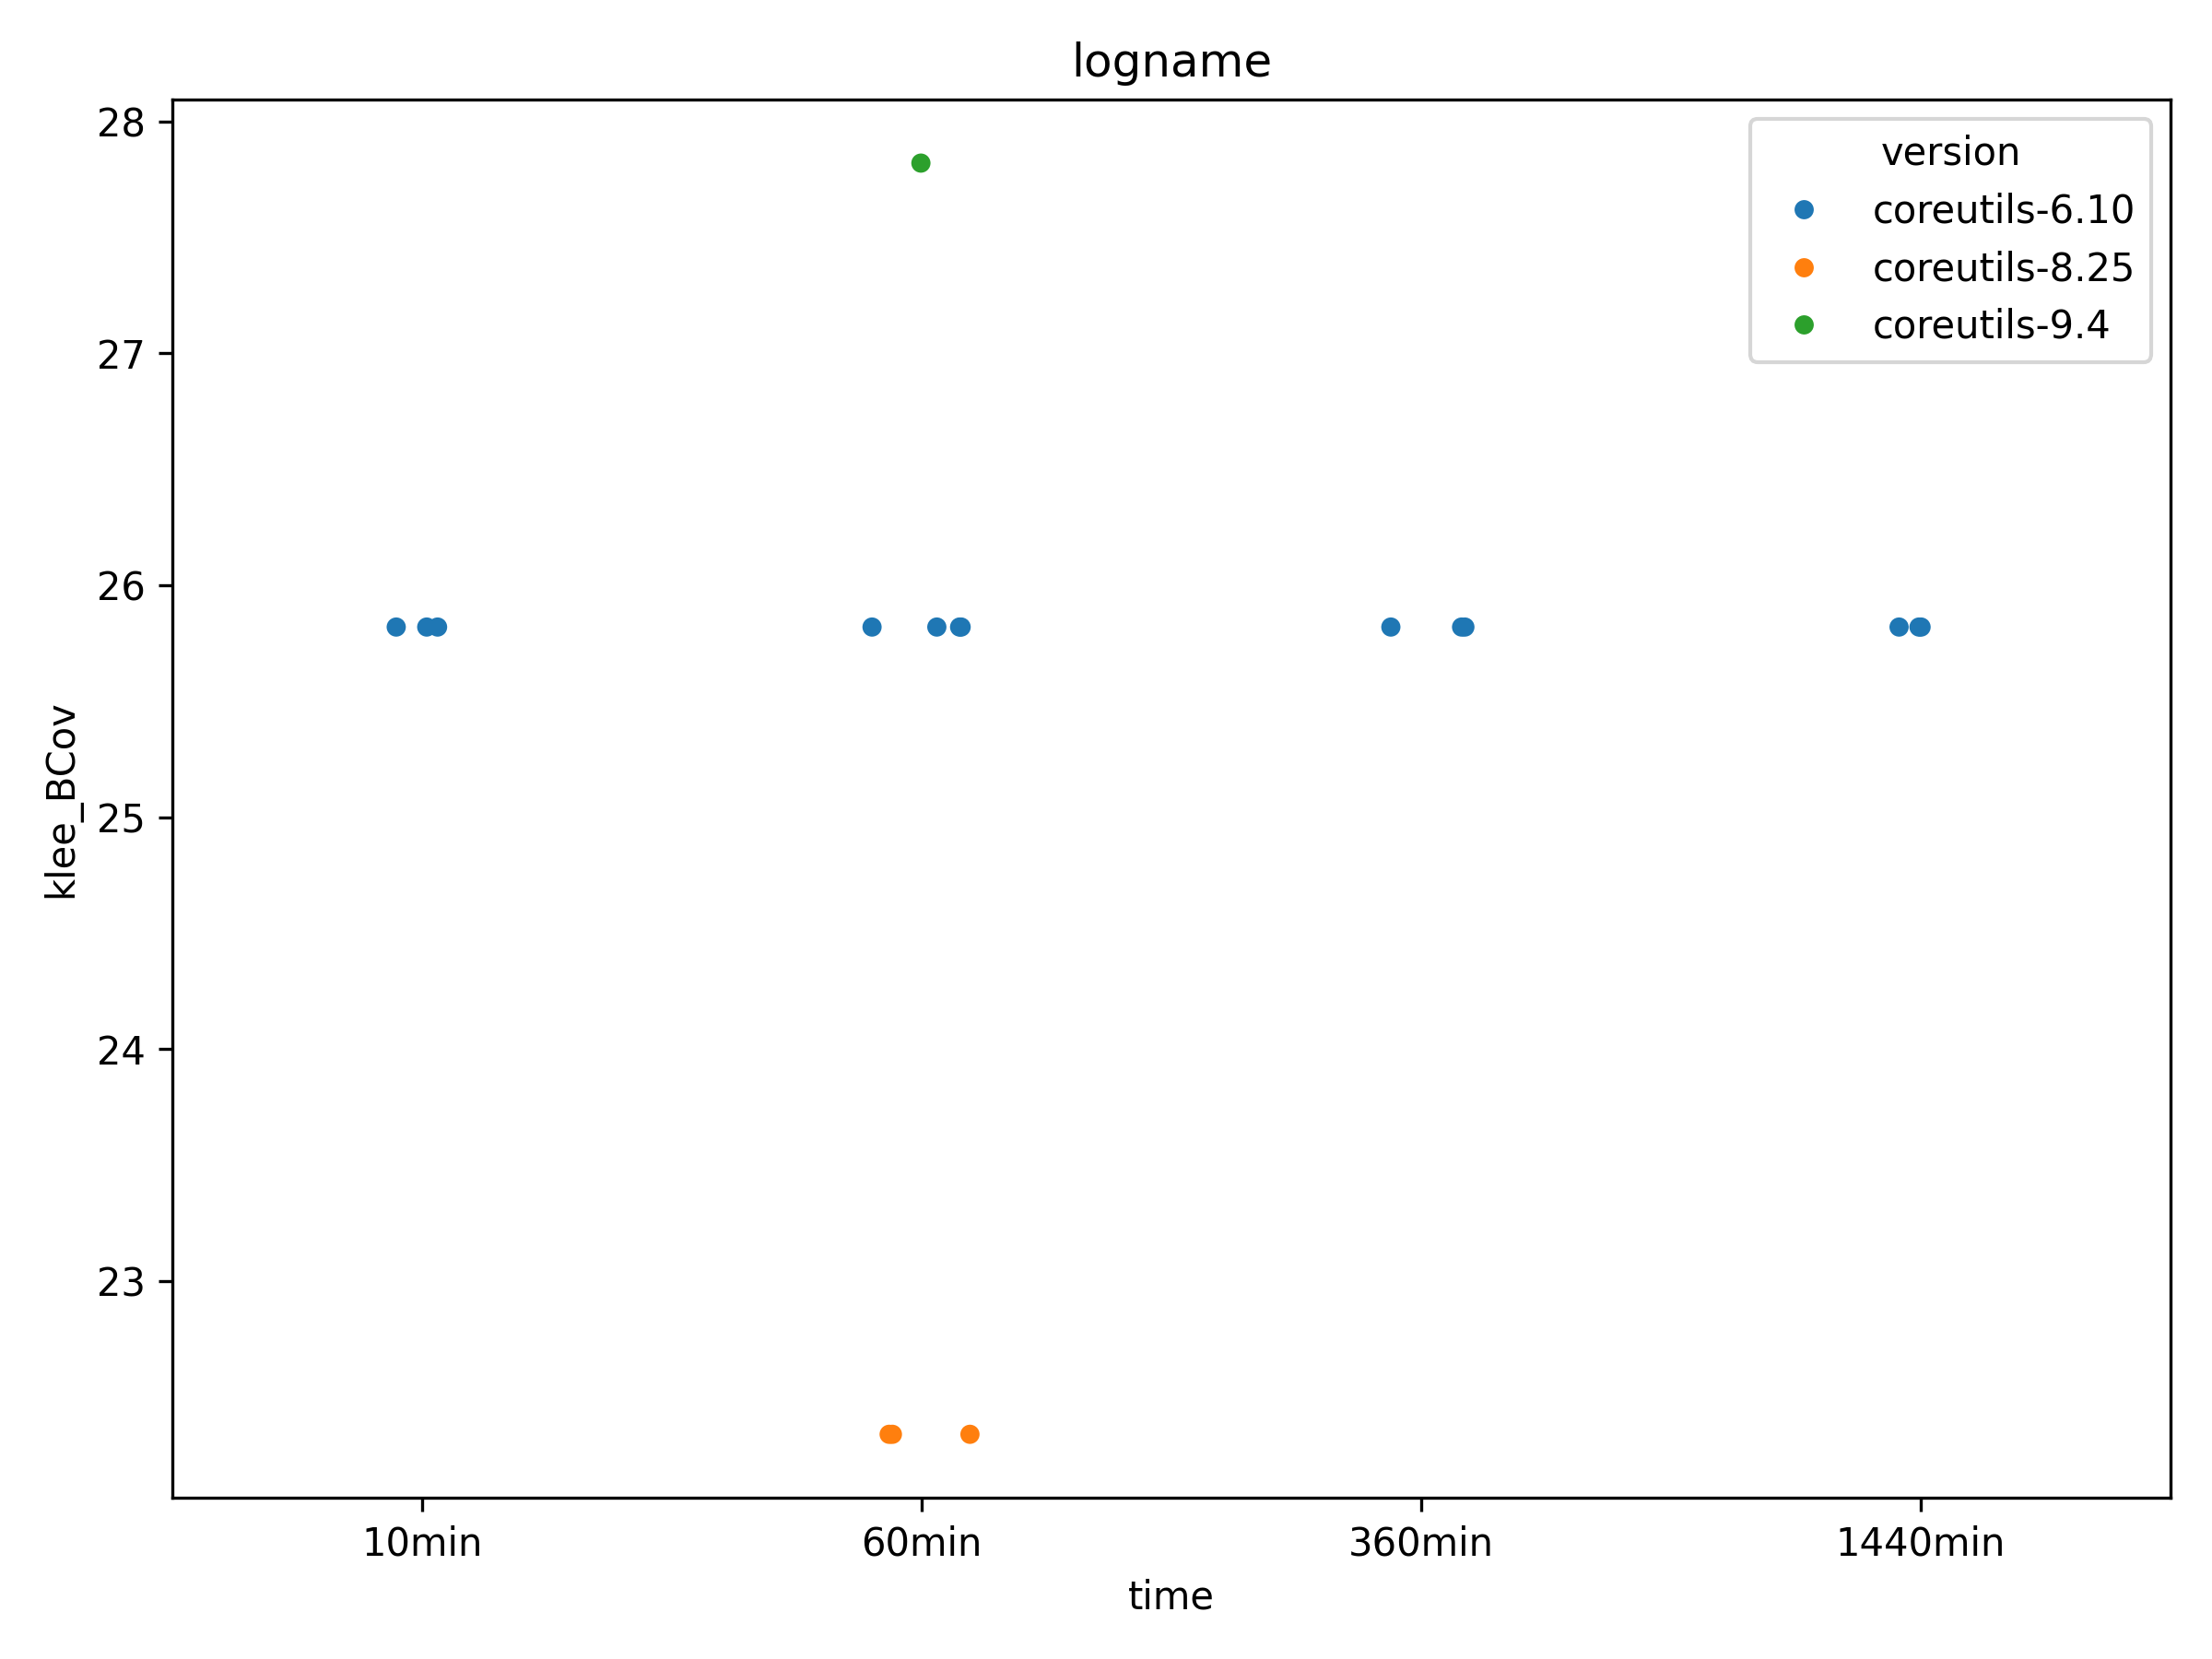 logname
28
27
26
25
24
23
klee_BCov
version
coreutils-6.10
coreutils-8.25
coreutils-9.4
10min
60min
360min
1440min
time